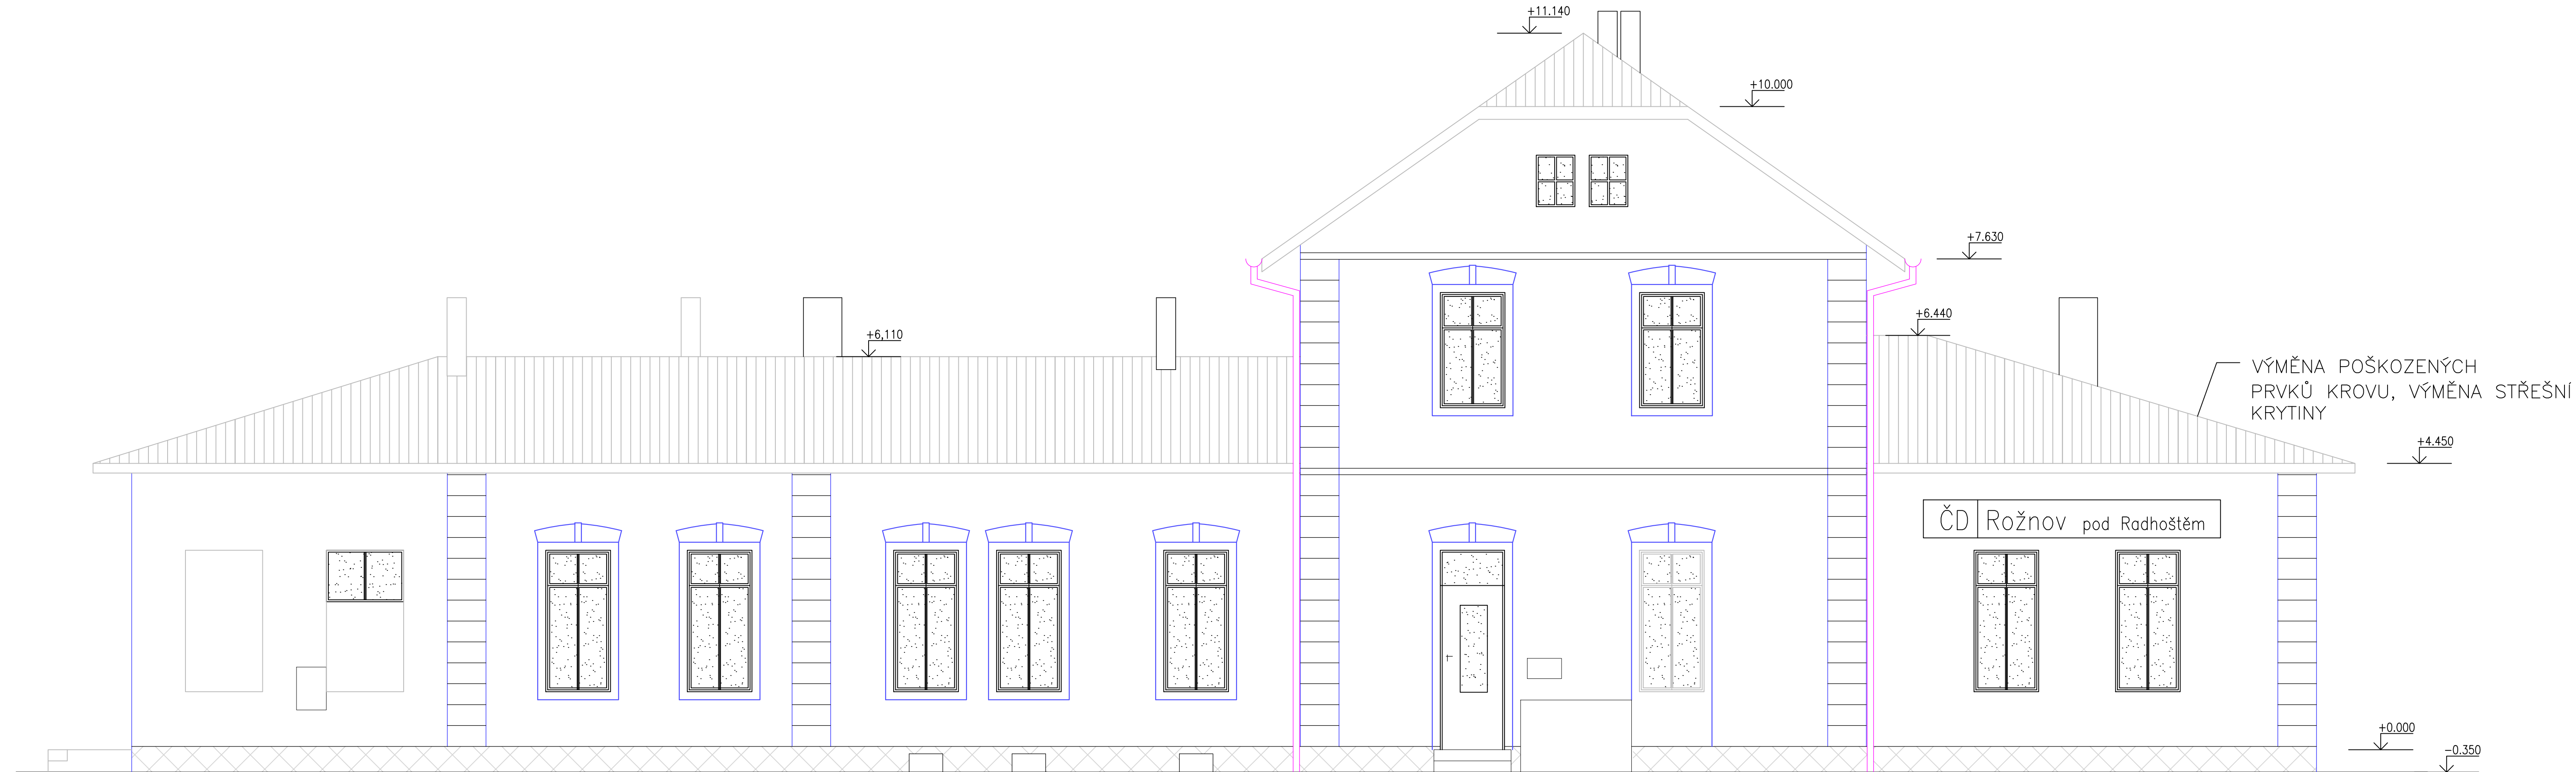 +11.140
+10.000
+7.630
+6.440
+6,110
VÝMĚNA POŠKOZENÝCH
PRVKŮ KROVU, VÝMĚNA STŘEŠNÍ
KRYTINY
+4.450
ČD Rožnov pod Radhoštěm
+0.000
-0.350